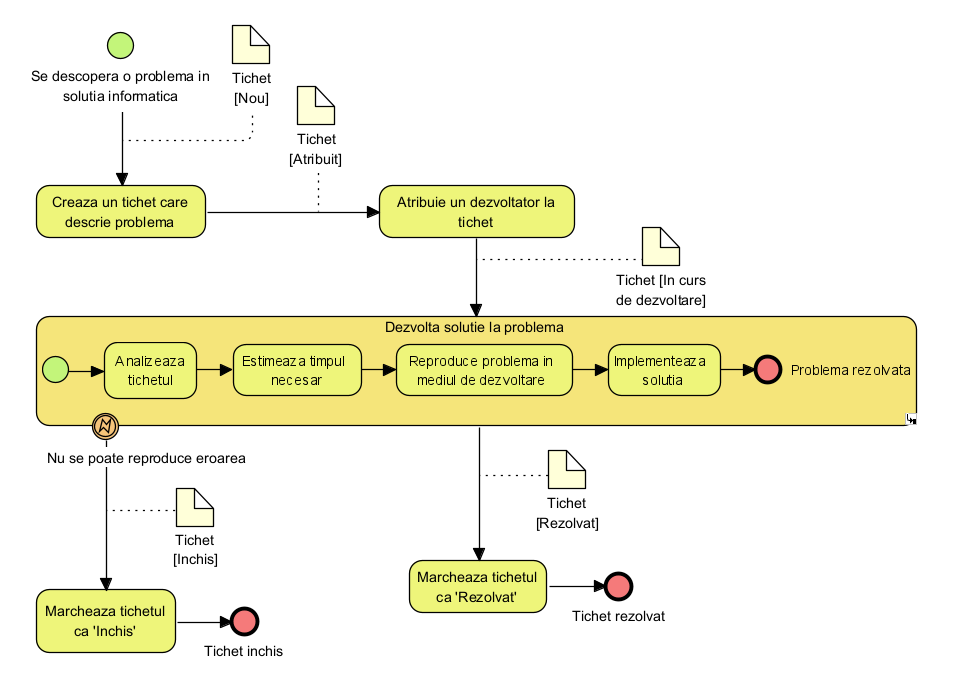 Se descopera o problema in
solutia informatica
Tichet
[Nou]
Tichet
[Atribuit]
Creaza un tichet care
descrie problema
Atribuie un dezvoltator la
tichet
Tichet [In curs
de dezvoltare]
Dezvolta solutie la problema
Analizeaza
tichetul
Estimeaza timpul
necesar
Reproduce problema in
mediul de dezvoltare
Implementeaza
solutia
Problema rezolvata
Nu se poate reproduce eroarea
Tichet
[Inchis]
Tichet
[Rezolvat]
Marcheaza tichetul
ca 'Inchis'
Tichet inchis
Marcheaza tichetul
ca 'Rezolvat'
Tichet rezolvat